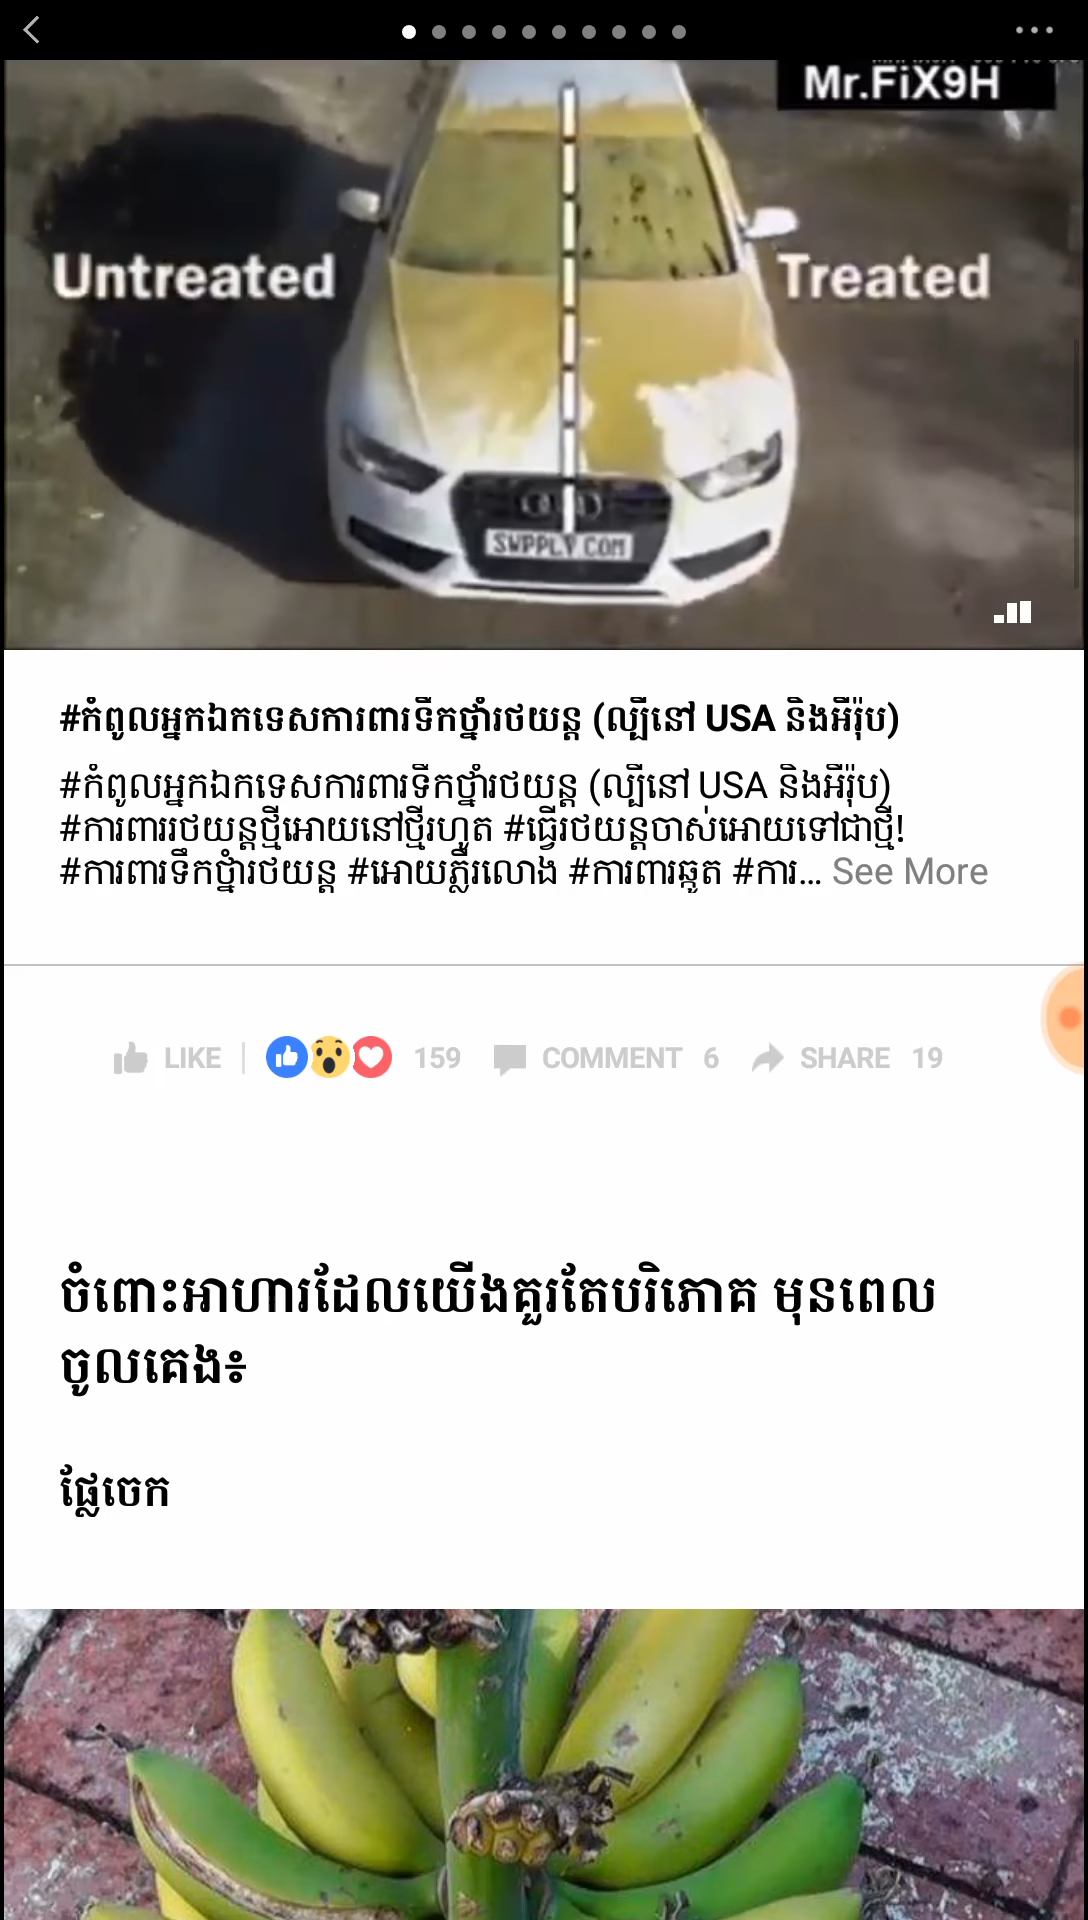 Mr.FiX9H
Untreated
Treated
SWPPLY.COM
#កំពូលអ្នកឯកទេសការពារទឹកថ្នាំរថយន្ត (ល្បីនៅ USA និងអឺរ៉ុប)
#កំពូលអ្នកឯកទេសការពារទឹកថ្នាំរថយន្ត (ល្បីនៅ USA និងអឺរ៉ុប)
#ការពាររថយន្តថ្មីអោយនៅថ្មីរហូត #ធ្វើរថយន្តចាស់អោយទៅជាថ្មី!
#ការពារទឹកថ្នំារថយន្ត #អោយភ្លឺរលោង #ការពារឆ្កូត #ការ... See More
LIKE 159 COMMENT 6 SHARE 19
ចំពោះអាហារដែលយើងគួរតែបរិភោគ មុនពេល
ចូលគេង៖
ផ្លែចេក